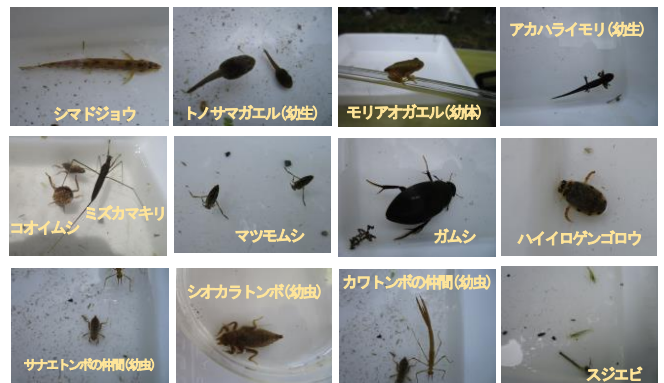 シマドジョウ
トノサマガエル(幼生)
モリアオガエル(幼体)
アカハライモリ(幼生)
コオイムシ
ミズカマキリ
マツモムシ
ガムシ
ハイイロゲンゴロウ
サナエトンボの仲間(幼虫)
シオカラトンボ(幼虫)
カワトンボの仲間(幼虫)
スジエビ